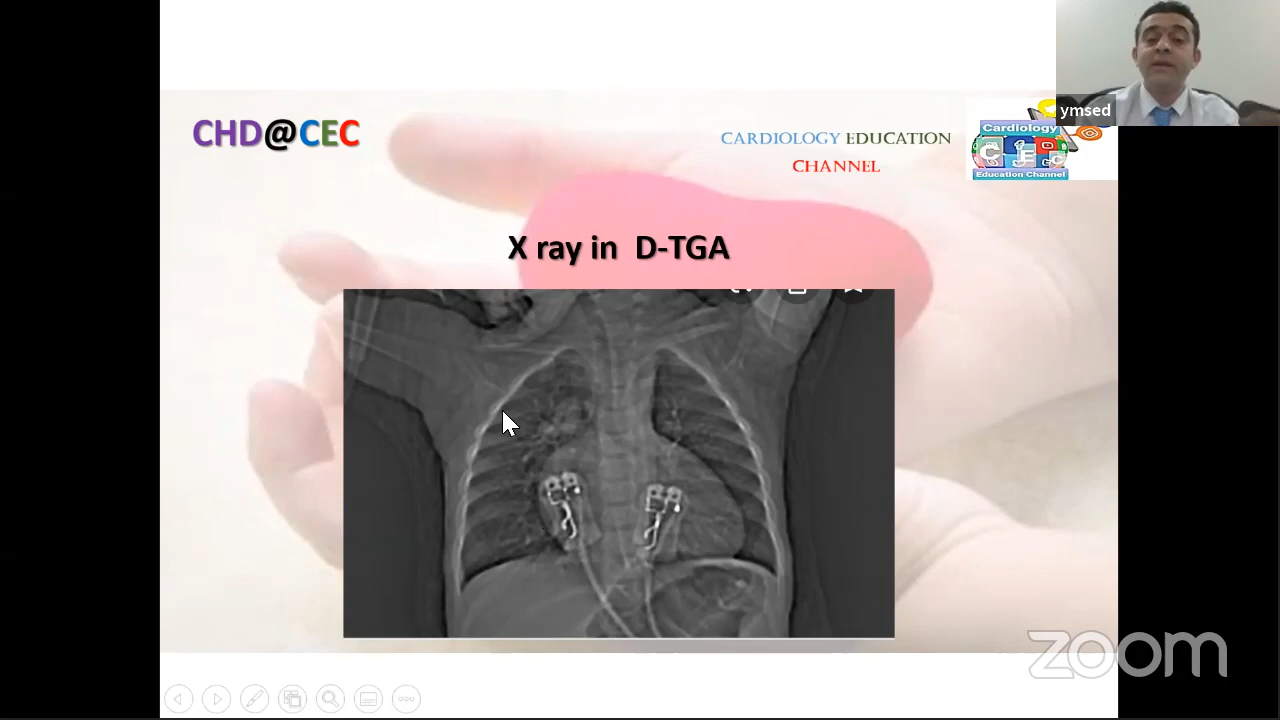 ymsed
CHD@CEC
CARDIOLOGY EDUCATION
CHANNEL
Cardiology
Education Channel
X ray in D-TGA
zoom